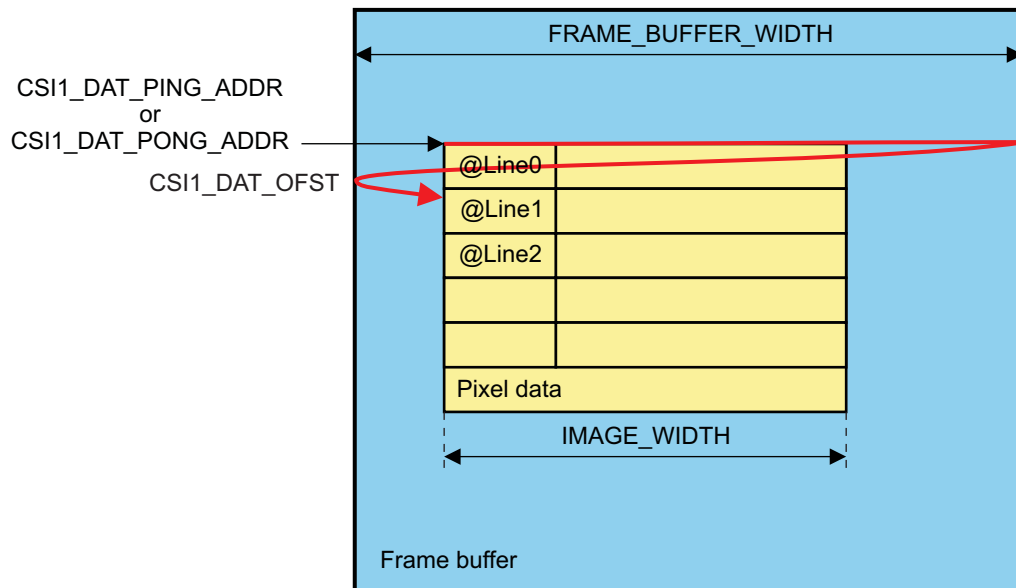 FRAME_BUFFER_WIDTH
CSI1_DAT_PING_ADDR
or
CSI1_DAT_PONG_ADDR
@Line0
CSI1_DAT_OFST
@Line1
@Line2
Pixel data
IMAGE_WIDTH
Frame buffer